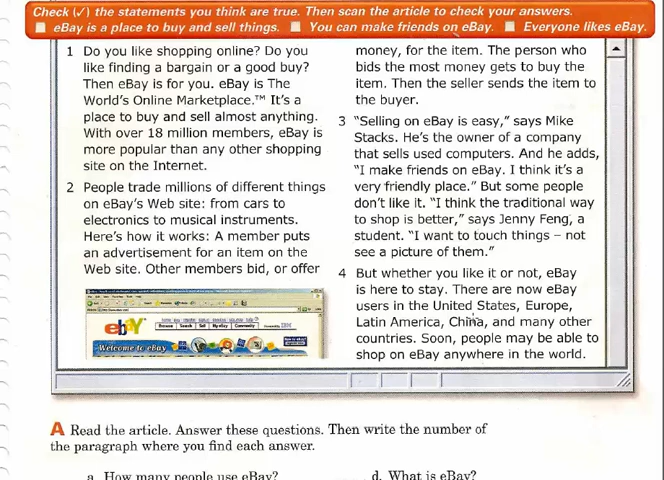 Check (✓) the statements you think are true. Then scan the article to check your answers.
■ eBay is a place to buy and sell things. ■ You can make friends on eBay. ■ Everyone likes eBay.
1 Do you like shopping online? Do you
like finding a bargain or a good buy?
Then eBay is for you. eBay is The
World's Online Marketplace.™ It's a
place to buy and sell almost anything.
With over 18 million members, eBay is
more popular than any other shopping
site on the Internet.
2 People trade millions of different things
on eBay's Web site: from cars to
electronics to musical instruments.
Here's how it works: A member puts
an advertisement for an item on the
Web site. Other members bid, or offer
ebY
Browse Search Sell My eBay Community
Welcome to eBay
money, for the item. The person who
bids the most money gets to buy the
item. Then the seller sends the item to
the buyer.
3 "Selling on eBay is easy," says Mike
Stacks. He's the owner of a company
that sells used computers. And he adds,
"I make friends on eBay. I think it's a
very friendly place." But some people
don't like it. "I think the traditional way
to shop is better," says Jenny Feng, a
student. "I want to touch things – not
see a picture of them."
4 But whether you like it or not, eBay
is here to stay. There are now eBay
users in the United States, Europe,
Latin America, China, and many other
countries. Soon, people may be able to
shop on eBay anywhere in the world.
A Read the article. Answer these questions. Then write the number of
the paragraph where you find each answer.
a. How many people use eBay?
d. What is eBay?